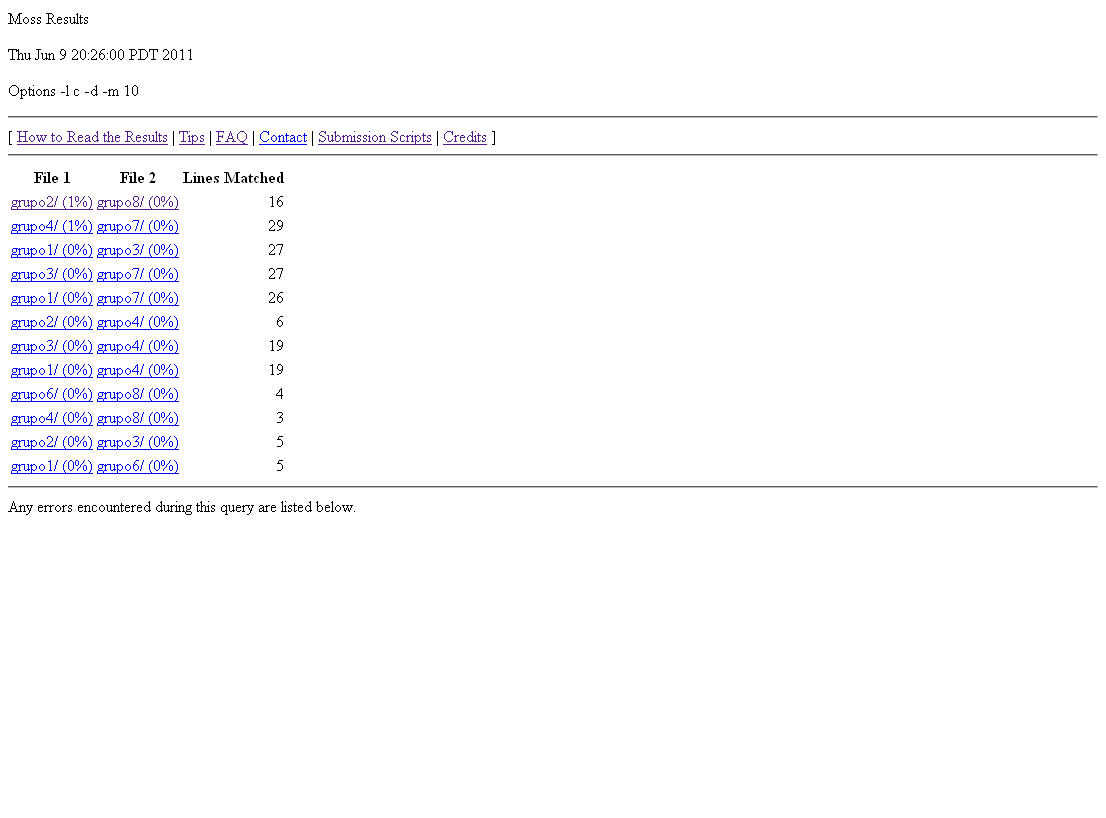 Moss Results
Thu Jun 9 20:26:00 PDT 2011
Options -l c -d -m 10
[ How to Read the Results | Tips | FAQ | Contact | Submission Scripts | Credits ]
File 1 File 2 Lines Matched
grupo2/ (1%) grupo8/ (0%) 16
grupo4/ (1%) grupo7/ (0%) 29
grupo1/ (0%) grupo3/ (0%) 27
grupo3/ (0%) grupo7/ (0%) 27
grupo1/ (0%) grupo7/ (0%) 26
grupo2/ (0%) grupo4/ (0%) 6
grupo3/ (0%) grupo4/ (0%) 19
grupo1/ (0%) grupo4/ (0%) 19
grupo6/ (0%) grupo8/ (0%) 4
grupo4/ (0%) grupo8/ (0%) 3
grupo2/ (0%) grupo3/ (0%) 5
grupo1/ (0%) grupo6/ (0%) 5
Any errors encountered during this query are listed below.